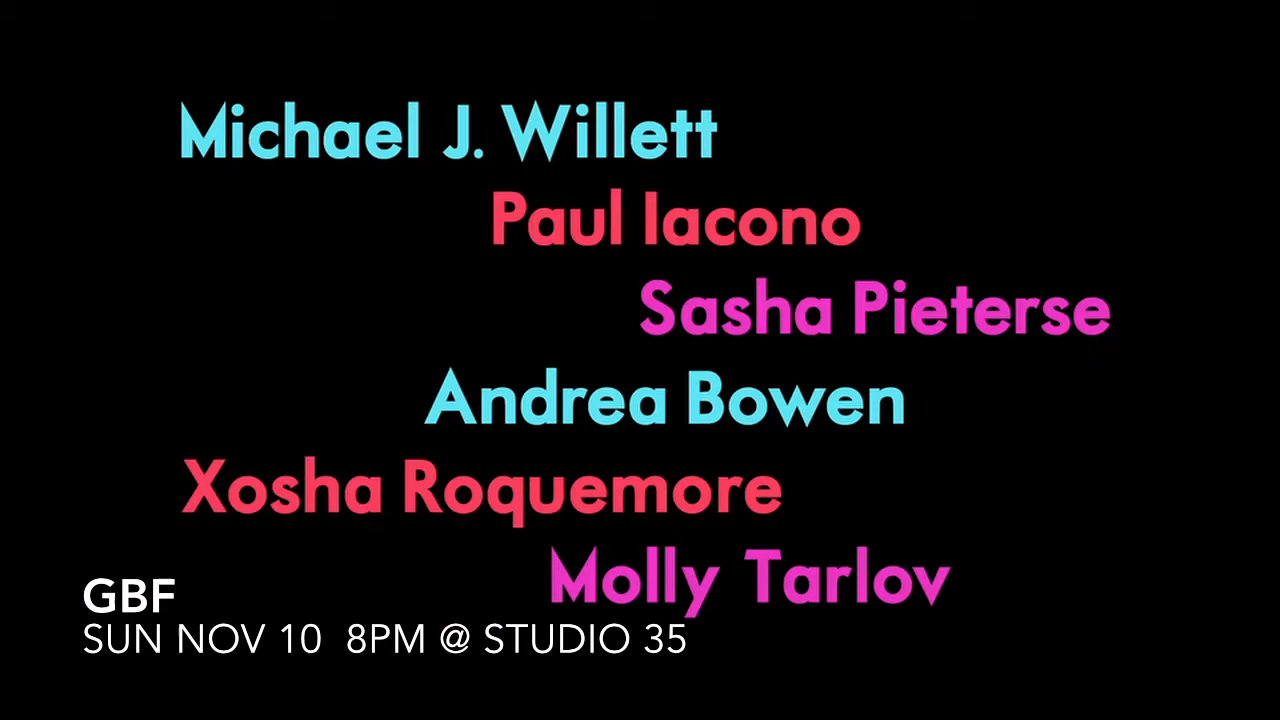 Michael J. Willett
Paul Iacono
Sasha Pieterse
Andrea Bowen
Xosha Roquemore
Molly Tarlov
GBF
SUN NOV 10 8PM @ STUDIO 35